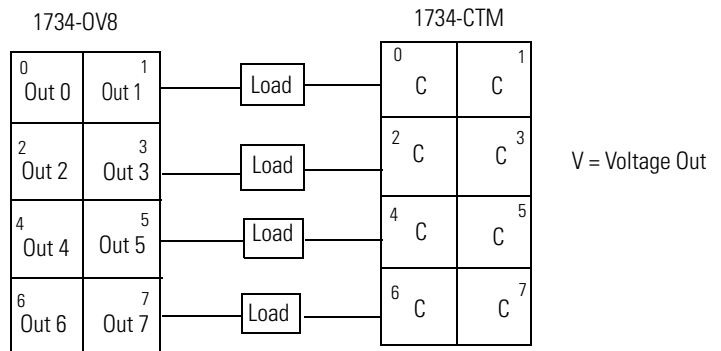 1734-OV8
1734-CTM
0 1 Out 0 Out 1 Load 0 C 1 C
2 3 Out 2 Out 3 Load 2 C 3 C V = Voltage Out
4 5 Out 4 Out 5 Load 4 C 5 C
6 7 Out 6 Out 7 Load 6 C 7 C